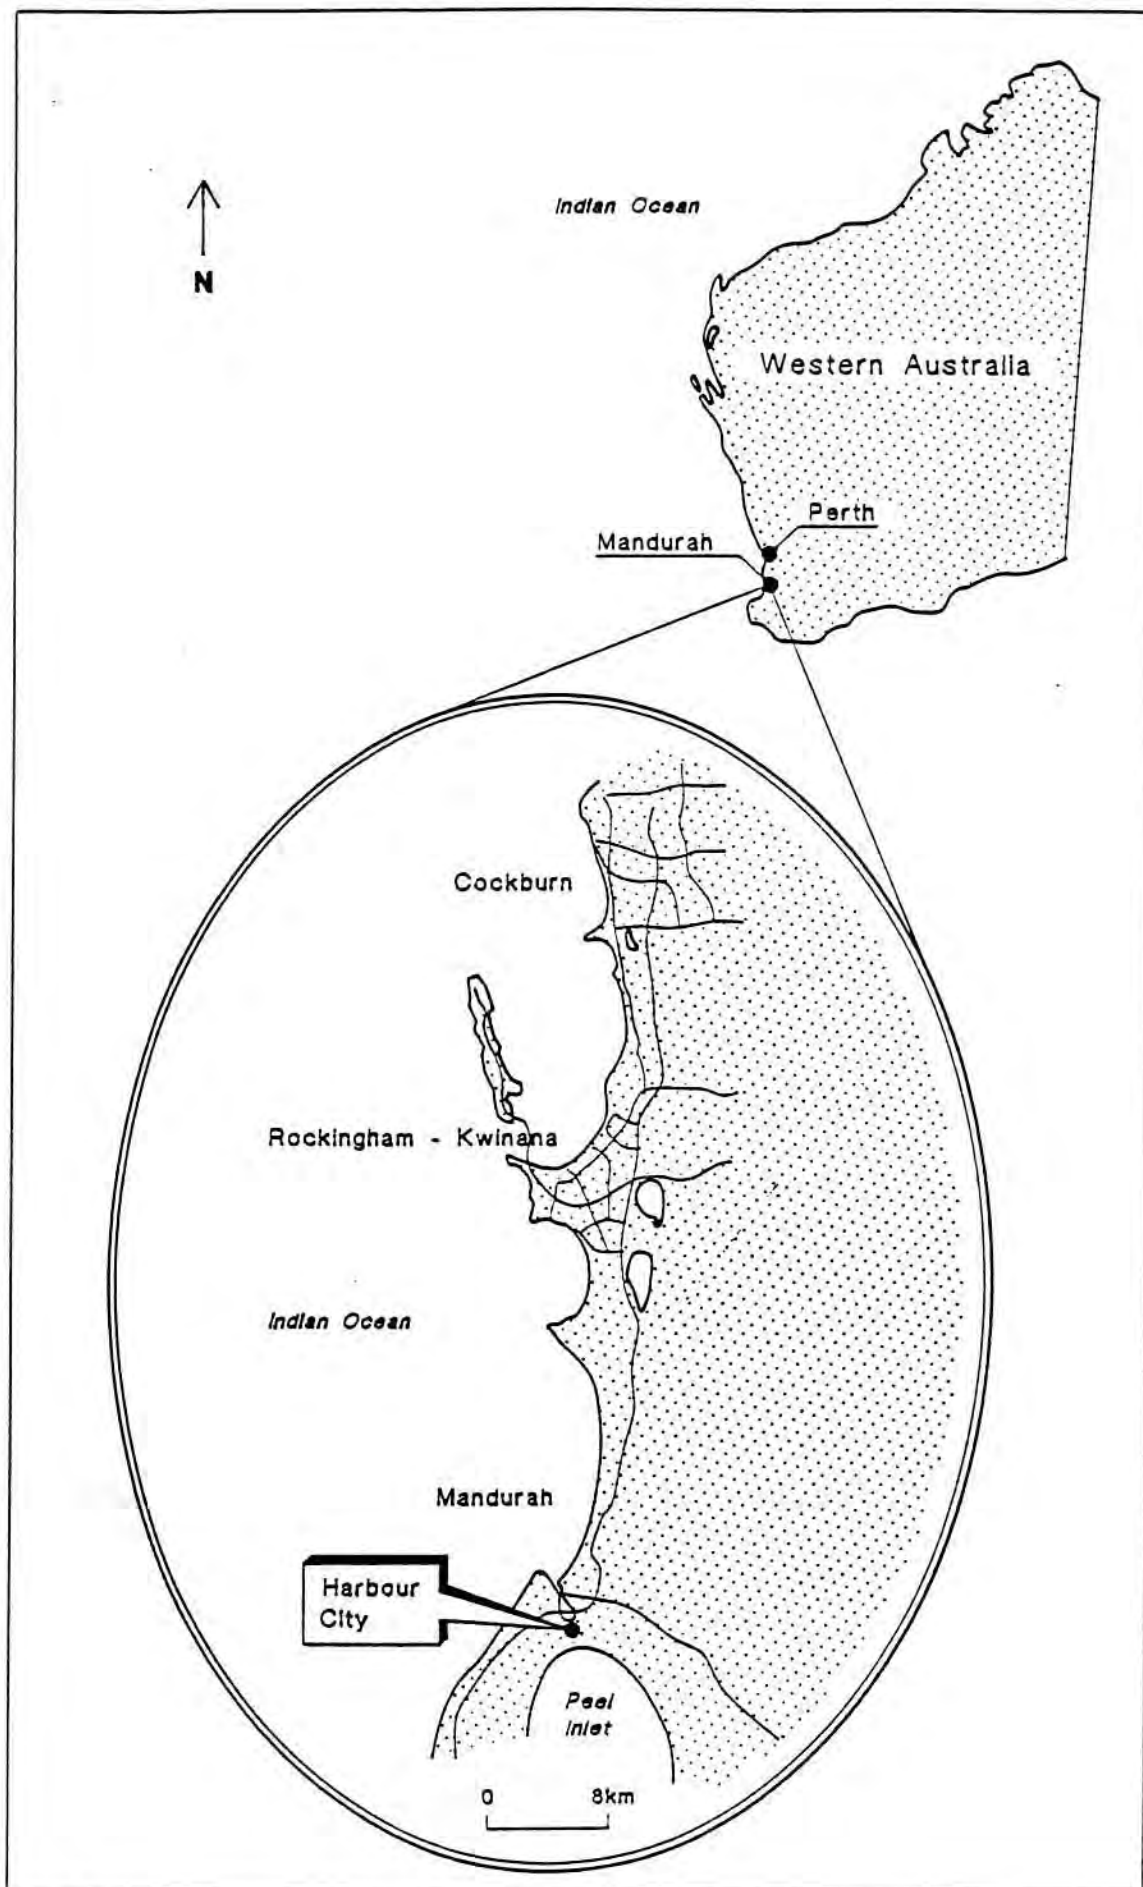 Indian Ocean
N
Western Australia
Perth
Mandurah
Cockburn
Rockingham - Kwinana
Indian Ocean
Mandurah
Harbour
City
Peel
Inlet
0 8km